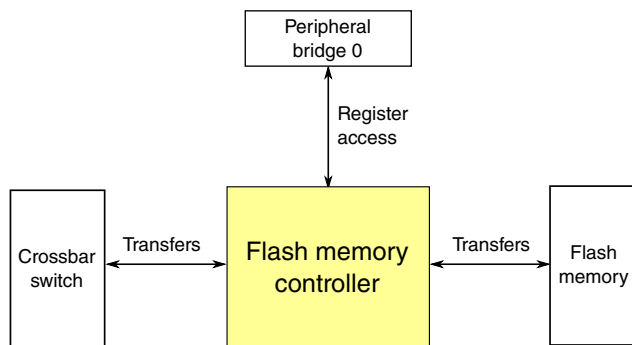 Peripheral
bridge 0
Register
access
Crossbar
switch
Transfers
Flash memory
controller
Transfers
Flash
memory